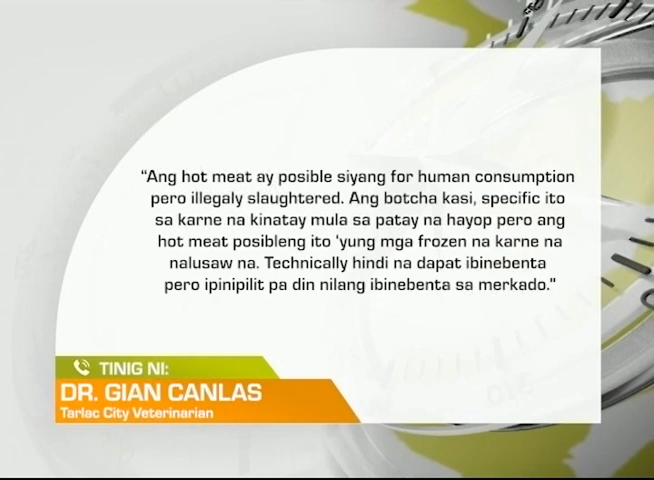 “Ang hot meat ay posible siyang for human consumption
pero illegaly slaughtered. Ang botcha kasi, specific ito
sa karne na kinatay mula sa patay na hayop pero ang
hot meat posibleng ito ‘yung mga frozen na karne na
nalusaw na. Technically hindi na dapat ibinebenta
pero ipinipilit pa din nilang ibinebenta sa merkado."
TINIG NI:
DR. GIAN CANLAS
Tarlac City Veterinarian